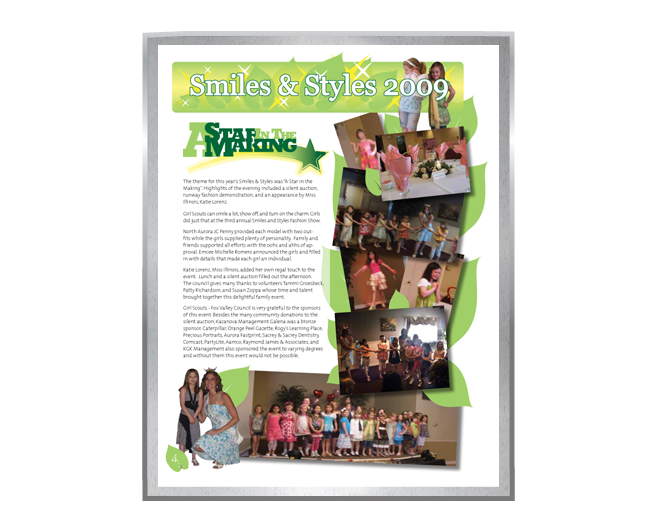 Smiles & Styles 2009
A STAR IN THE
MAKING
The theme for this year's Smiles & Styles was "A Star in the
Making". Highlights of the evening included a silent auction,
runway fashion demonstration, and an appearance by Miss
Illinois, Katie Lorenz.
Girl Scouts can smile a lot, show off, and turn on the charm. Girls
did just that at the third annual Smiles and Styles Fashion Show.
North Aurora JC Penny provided each model with two out-
fits while the girls supplied plenty of personality. Family and
friends supported all efforts with the oohs and ahhs of ap-
proval. Emcee Michelle Romero announced the girls and filled
in with details that made each girl an individual.
Katie Lorenz, Miss Illinois, added her own regal touch to the
event. Lunch and a silent auction filled out the afternoon.
The council gives many thanks to volunteers Tammi Groesbeck,
Patty Richardson, and Susan Zoppa whose time and talent
brought together this delightful family event.
Girl Scouts - Fox Valley Council is very grateful to the sponsors
of this event. Besides the many community donations to the
silent auction, Kazanova Management Galena was a bronze
sponsor. Caterpillar, Orange Peel Gazette, Rogy's Learning Place,
Precious Portraits, Aurora Fastprint, Sacrey & Sacrey Dentistry,
Comcast, PartyLite, Aamco, Raymond James & Associates, and
KGK Management also sponsored the event to varying degrees
and without them this event would not be possible.
4